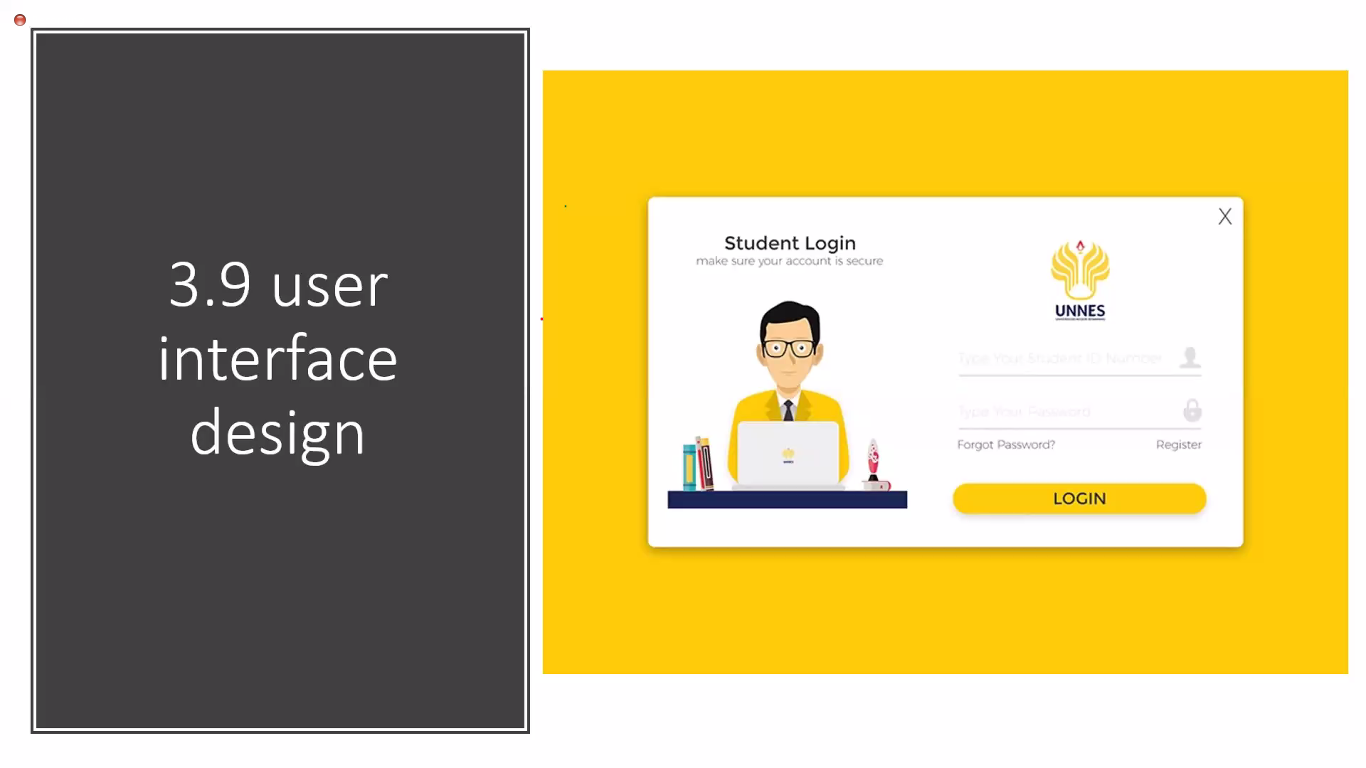 3.9 user
interface
design
Student Login
make sure your account is secure
X
UNNES
Type Your Student ID Number
Type Your Password
Forgot Password?
Register
LOGIN